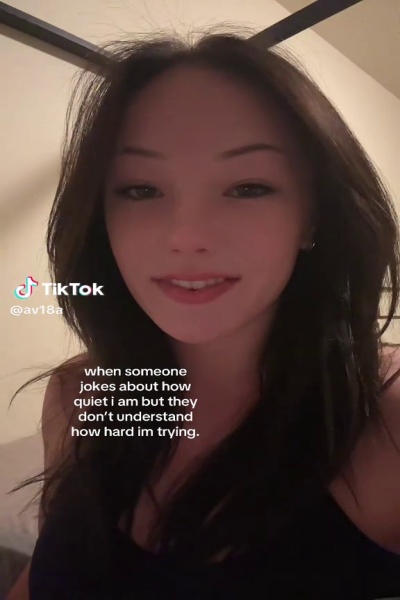 TikTok
@av18a
when someone
jokes about how
quiet i am but they
don't understand
how hard im trying.